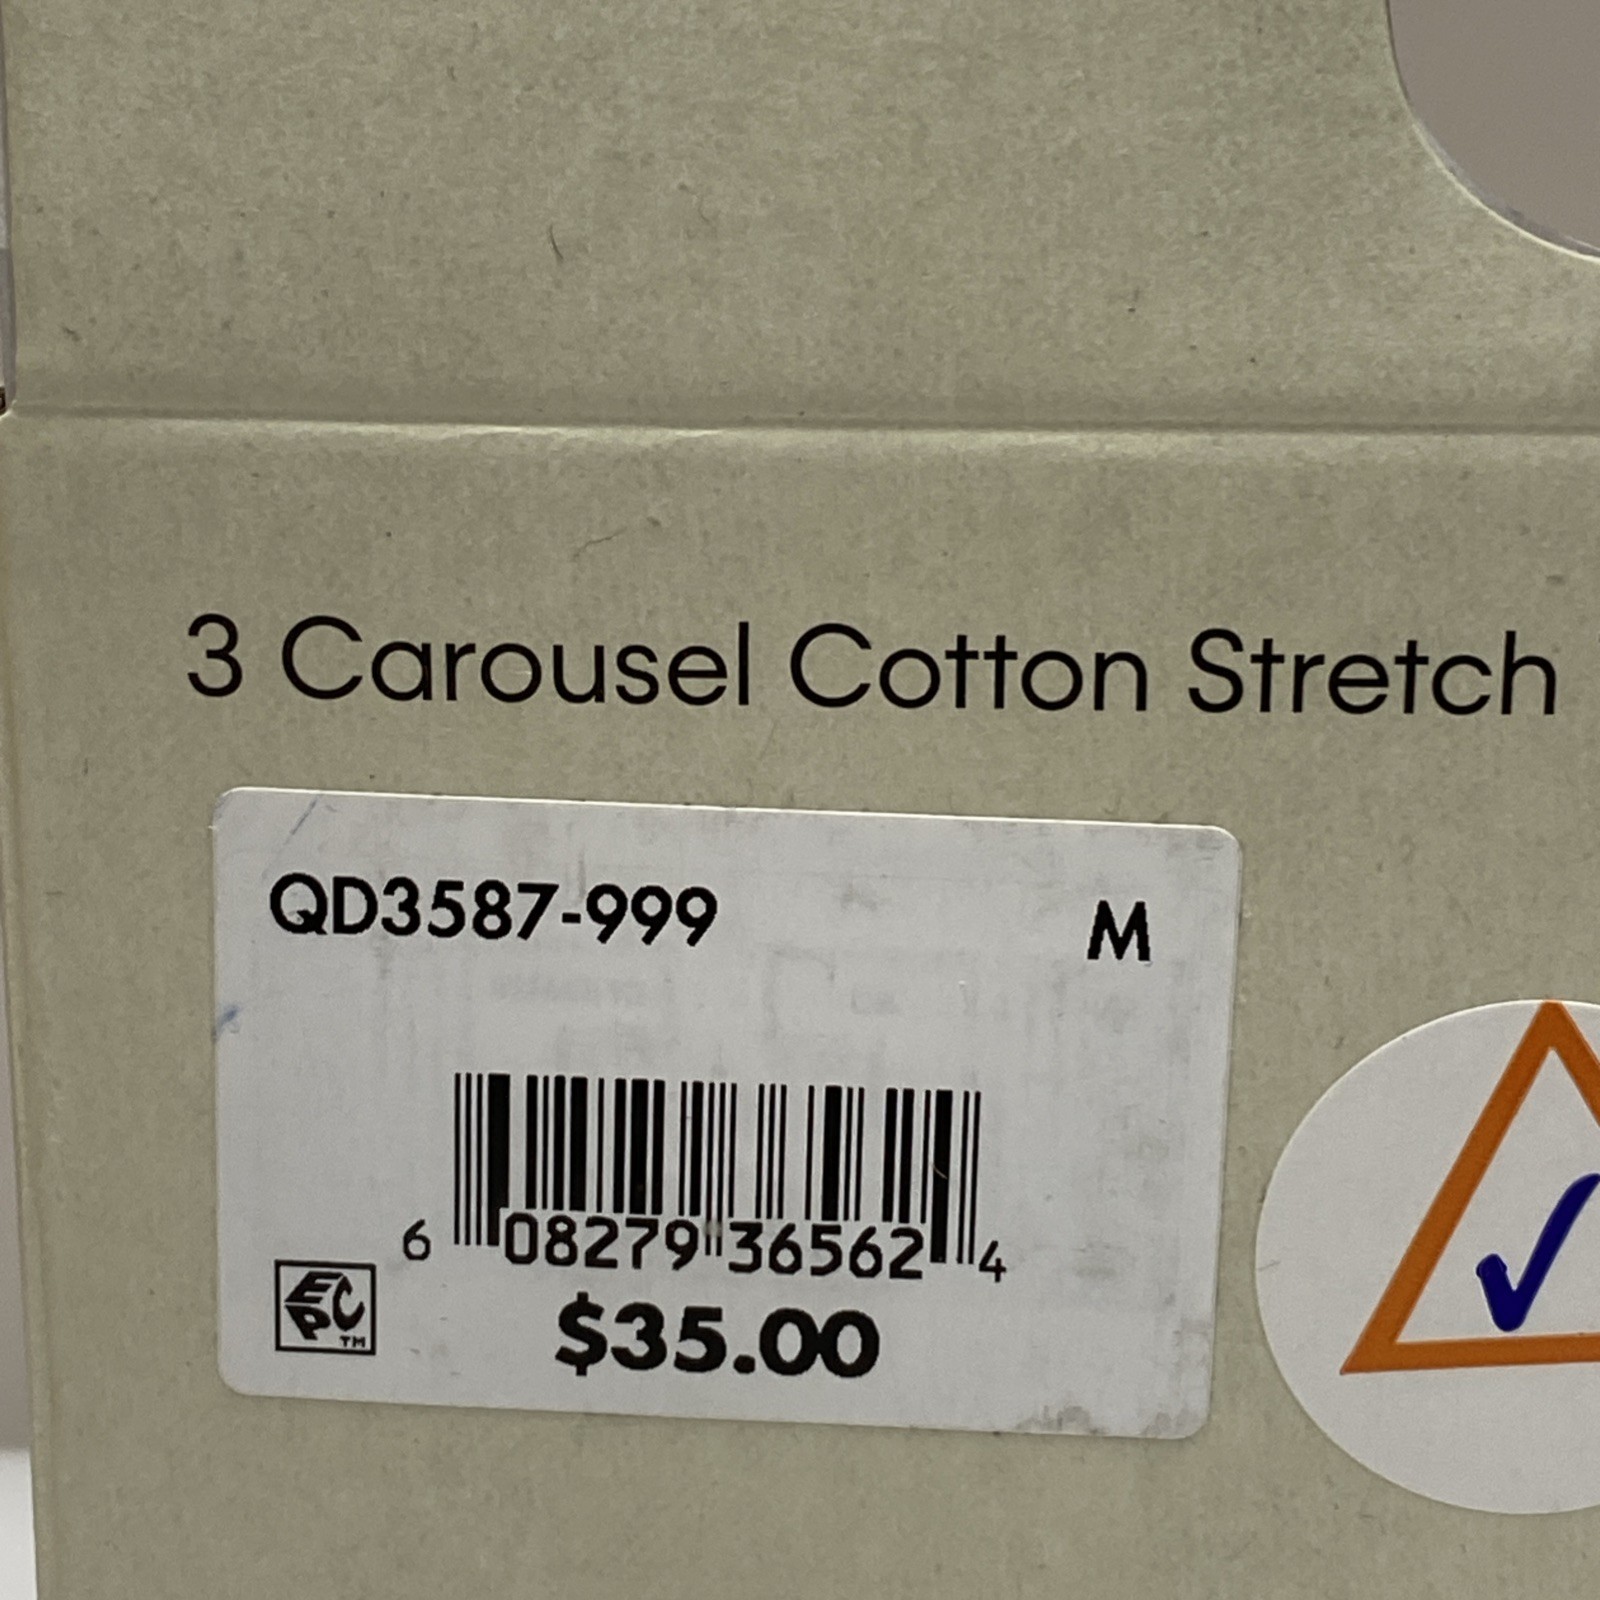 3 Carousel Cotton Stretch
QD3587-999 M
6 08279 36562 4
EPC TM
$35.00